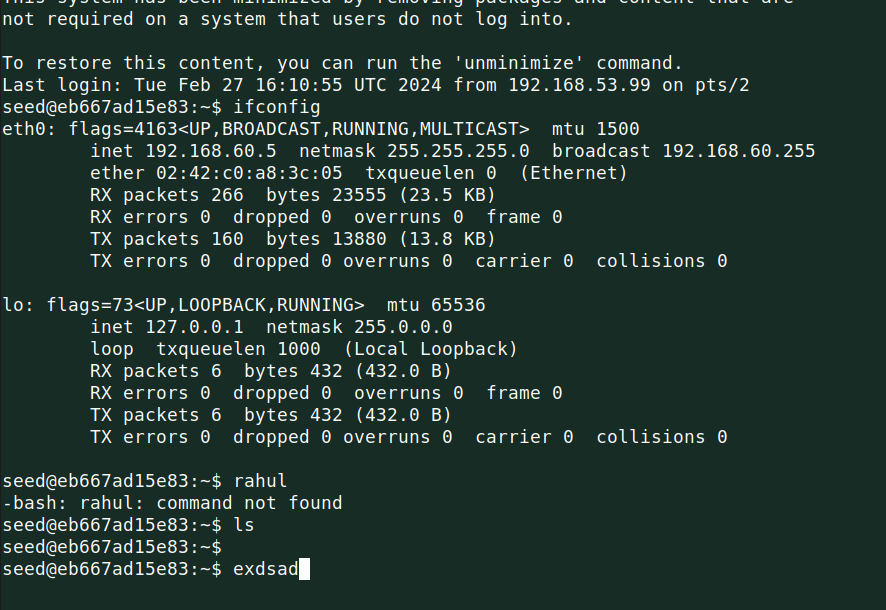 This system has been minimized by removing packages and content that are
not required on a system that users do not log into.

To restore this content, you can run the 'unminimize' command.
Last login: Tue Feb 27 16:10:55 UTC 2024 from 192.168.53.99 on pts/2
seed@eb667ad15e83:~$ ifconfig
eth0: flags=4163<UP,BROADCAST,RUNNING,MULTICAST>  mtu 1500
        inet 192.168.60.5  netmask 255.255.255.0  broadcast 192.168.60.255
        ether 02:42:c0:a8:3c:05  txqueuelen 0  (Ethernet)
        RX packets 266  bytes 23555 (23.5 KB)
        RX errors 0  dropped 0  overruns 0  frame 0
        TX packets 160  bytes 13880 (13.8 KB)
        TX errors 0  dropped 0 overruns 0  carrier 0  collisions 0

lo: flags=73<UP,LOOPBACK,RUNNING>  mtu 65536
        inet 127.0.0.1  netmask 255.0.0.0
        loop  txqueuelen 1000  (Local Loopback)
        RX packets 6  bytes 432 (432.0 B)
        RX errors 0  dropped 0  overruns 0  frame 0
        TX packets 6  bytes 432 (432.0 B)
        TX errors 0  dropped 0 overruns 0  carrier 0  collisions 0

seed@eb667ad15e83:~$ rahul
-bash: rahul: command not found
seed@eb667ad15e83:~$ ls
seed@eb667ad15e83:~$
seed@eb667ad15e83:~$ exdsad